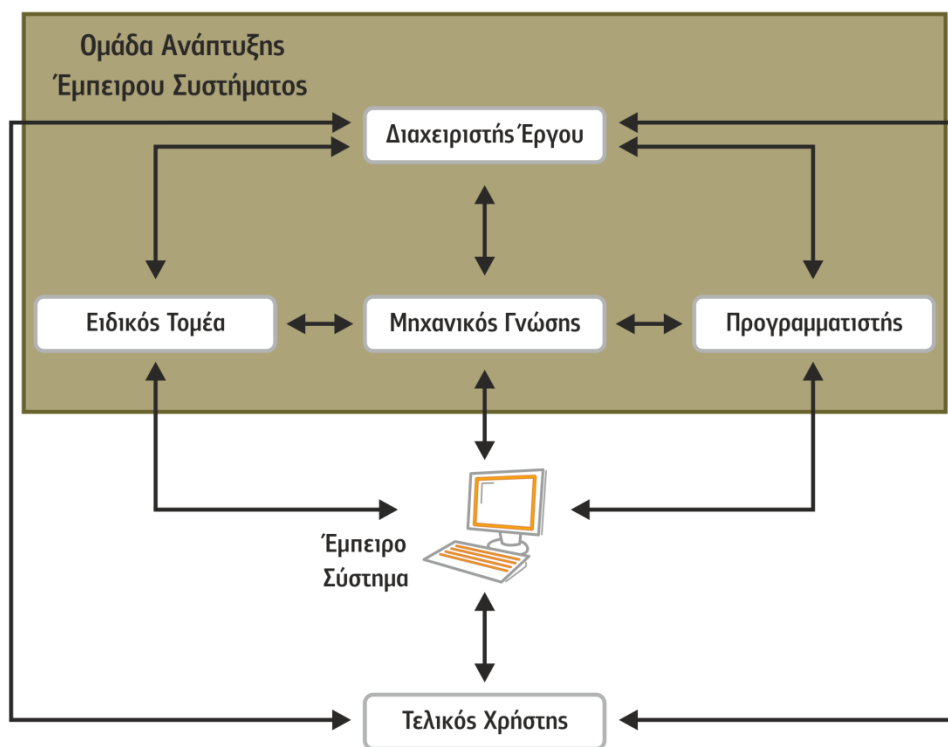 Ομάδα Ανάπτυξης
Έμπειρου Συστήματος
Διαχειριστής Έργου
Ειδικός Τομέα
Μηχανικός Γνώσης
Προγραμματιστής
Έμπειρο
Σύστημα
Τελικός Χρήστης